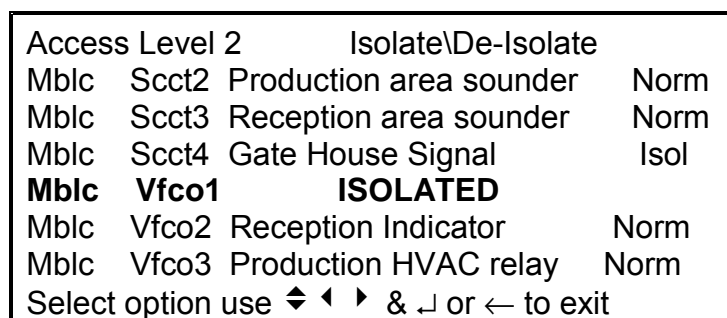 Access Level 2 Isolate\De-Isolate
Mblc Scct2 Production area sounder Norm
Mblc Scct3 Reception area sounder Norm
Mblc Scct4 Gate House Signal Isol
Mblc Vfco1 ISOLATED
Mblc Vfco2 Reception Indicator Norm
Mblc Vfco3 Production HVAC relay Norm
Select option use & ↵ or ← to exit